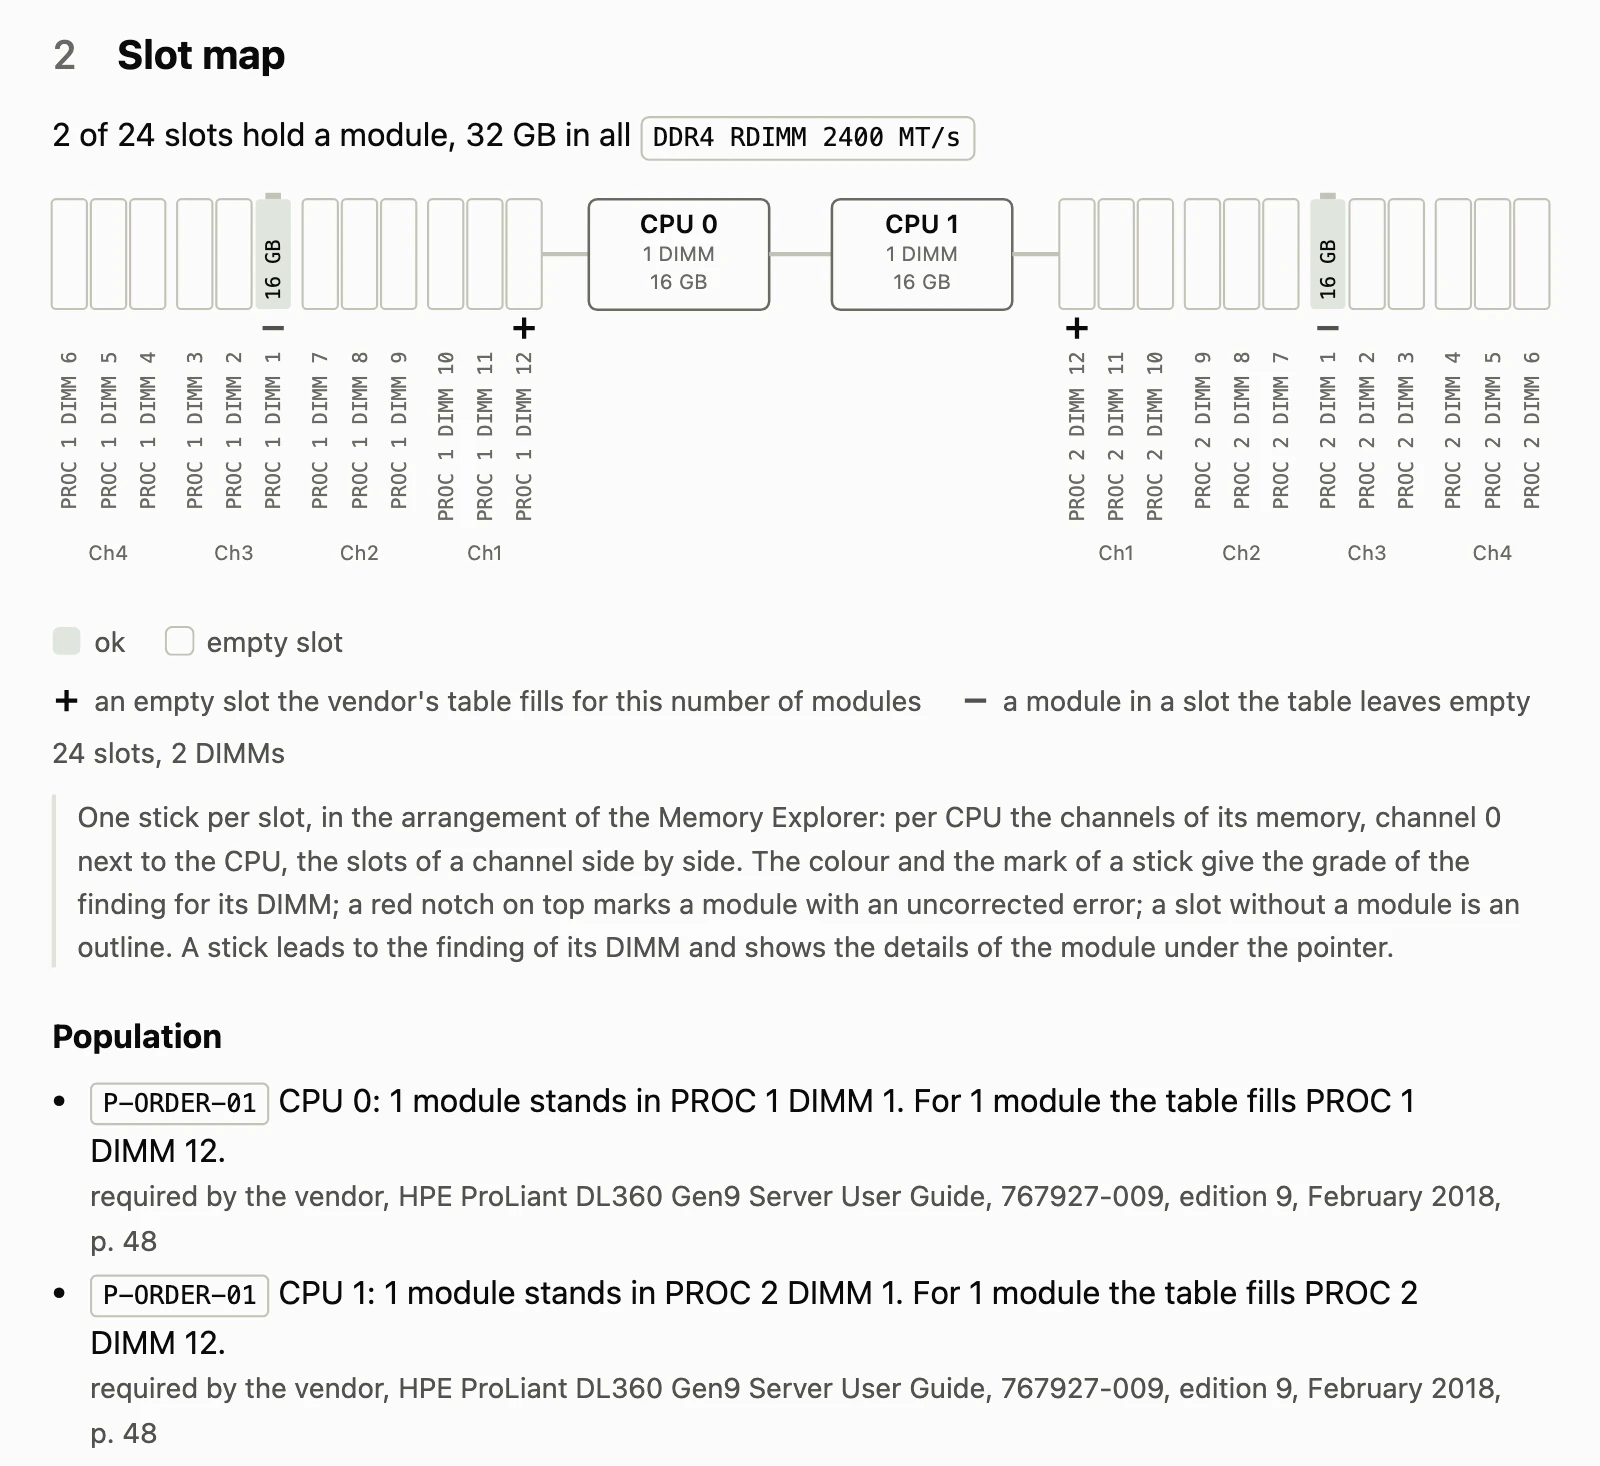 2 Slot map
2 of 24 slots hold a module, 32 GB in all DDR4 RDIMM 2400 MT/s
16 GB
CPU 0
1 DIMM
16 GB
CPU 1
1 DIMM
16 GB
16 GB
− + + −
PROC 1 DIMM 6
PROC 1 DIMM 5
PROC 1 DIMM 4
PROC 1 DIMM 3
PROC 1 DIMM 2
PROC 1 DIMM 1
PROC 1 DIMM 7
PROC 1 DIMM 8
PROC 1 DIMM 9
PROC 1 DIMM 10
PROC 1 DIMM 11
PROC 1 DIMM 12
PROC 2 DIMM 12
PROC 2 DIMM 11
PROC 2 DIMM 10
PROC 2 DIMM 9
PROC 2 DIMM 8
PROC 2 DIMM 7
PROC 2 DIMM 1
PROC 2 DIMM 2
PROC 2 DIMM 3
PROC 2 DIMM 4
PROC 2 DIMM 5
PROC 2 DIMM 6
Ch4 Ch3 Ch2 Ch1 Ch1 Ch2 Ch3 Ch4
ok empty slot
+ an empty slot the vendor's table fills for this number of modules − a module in a slot the table leaves empty
24 slots, 2 DIMMs
One stick per slot, in the arrangement of the Memory Explorer: per CPU the channels of its memory, channel 0
next to the CPU, the slots of a channel side by side. The colour and the mark of a stick give the grade of the
finding for its DIMM; a red notch on top marks a module with an uncorrected error; a slot without a module is an
outline. A stick leads to the finding of its DIMM and shows the details of the module under the pointer.
Population
• P-ORDER-01 CPU 0: 1 module stands in PROC 1 DIMM 1. For 1 module the table fills PROC 1
DIMM 12.
required by the vendor, HPE ProLiant DL360 Gen9 Server User Guide, 767927-009, edition 9, February 2018,
p. 48
• P-ORDER-01 CPU 1: 1 module stands in PROC 2 DIMM 1. For 1 module the table fills PROC 2
DIMM 12.
required by the vendor, HPE ProLiant DL360 Gen9 Server User Guide, 767927-009, edition 9, February 2018,
p. 48